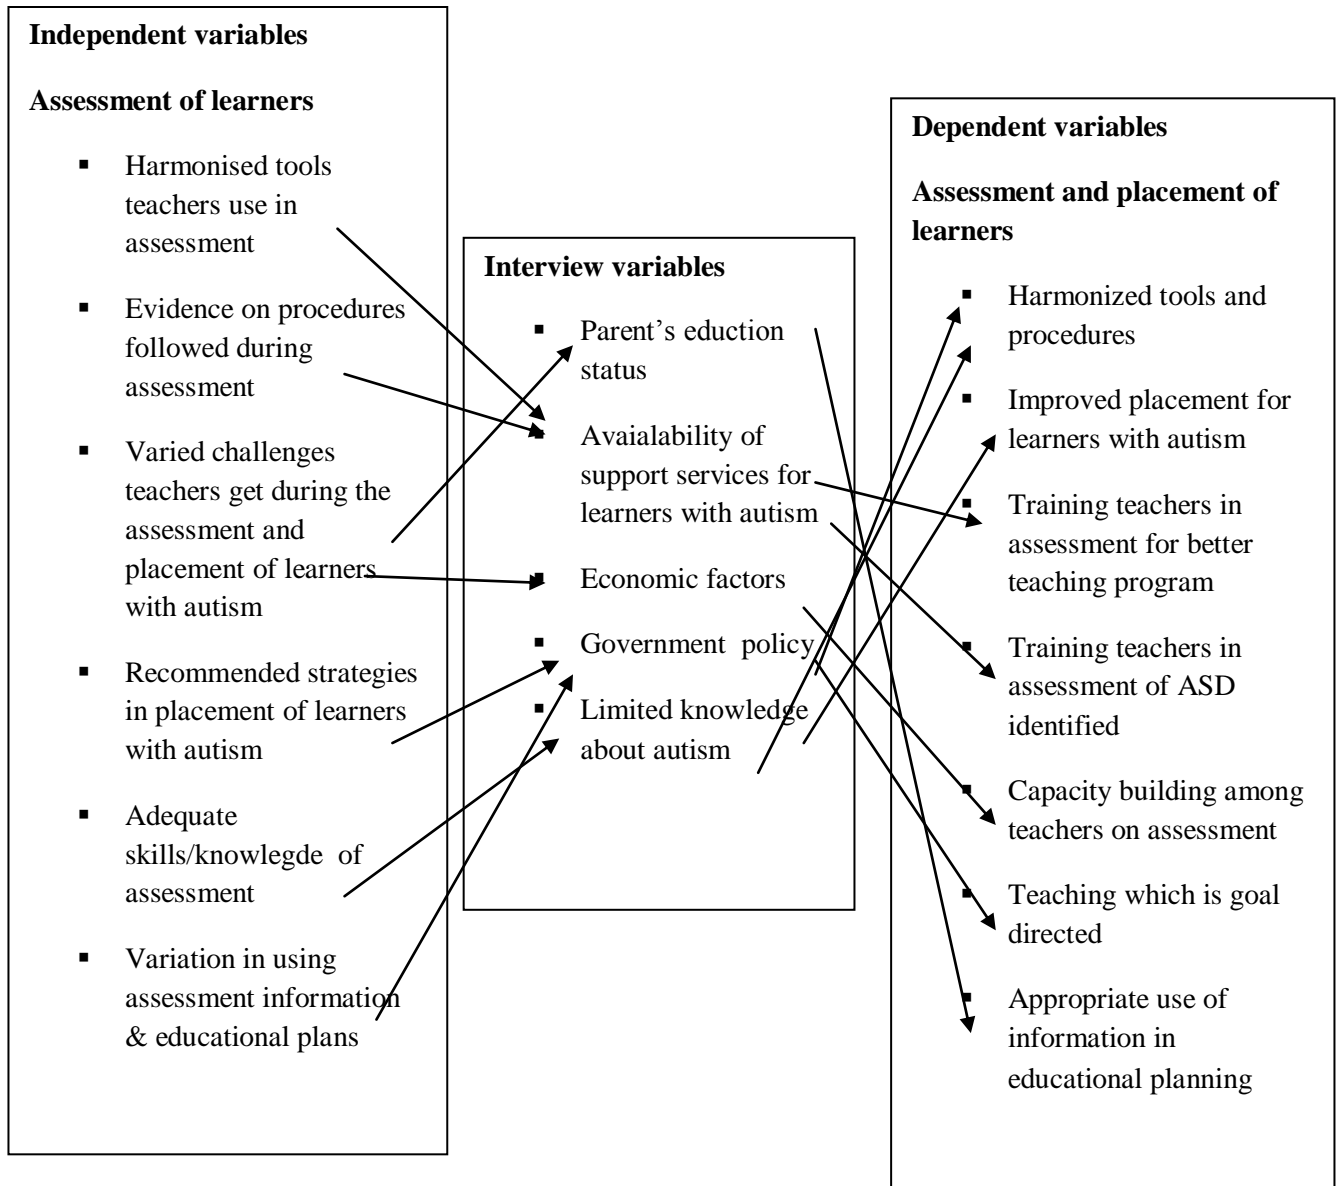 Independent variables
Assessment of learners
▪ Harmonised tools
teachers use in
assessment
▪ Evidence on procedures
followed during
assessment
▪ Varied challenges
teachers get during the
assessment and
placement of learners
with autism
▪ Recommended strategies
in placement of learners
with autism
▪ Adequate
skills/knowlegde of
assessment
▪ Variation in using
assessment information
& educational plans
Interview variables
▪ Parent’s eduction
status
▪ Avaialability of
support services for
learners with autism
▪ Economic factors
▪ Government policy
▪ Limited knowledge
about autism
Dependent variables
Assessment and placement of
learners
▪ Harmonized tools and
procedures
▪ Improved placement for
learners with autism
▪ Training teachers in
assessment for better
teaching program
▪ Training teachers in
assessment of ASD
identified
▪ Capacity building among
teachers on assessment
▪ Teaching which is goal
directed
▪ Appropriate use of
information in
educational planning